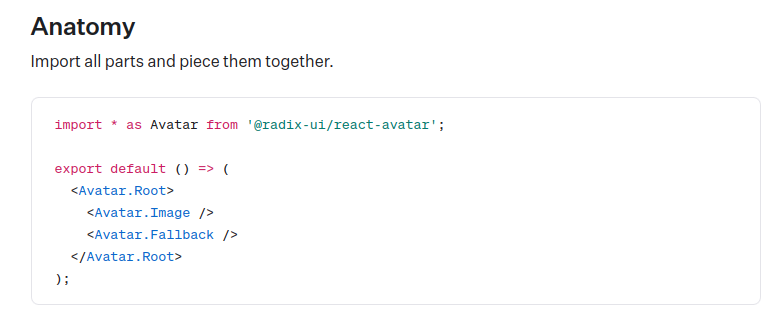 Anatomy
Import all parts and piece them together.
import * as Avatar from '@radix-ui/react-avatar';
export default () => (
  <Avatar.Root>
    <Avatar.Image />
    <Avatar.Fallback />
  </Avatar.Root>
);